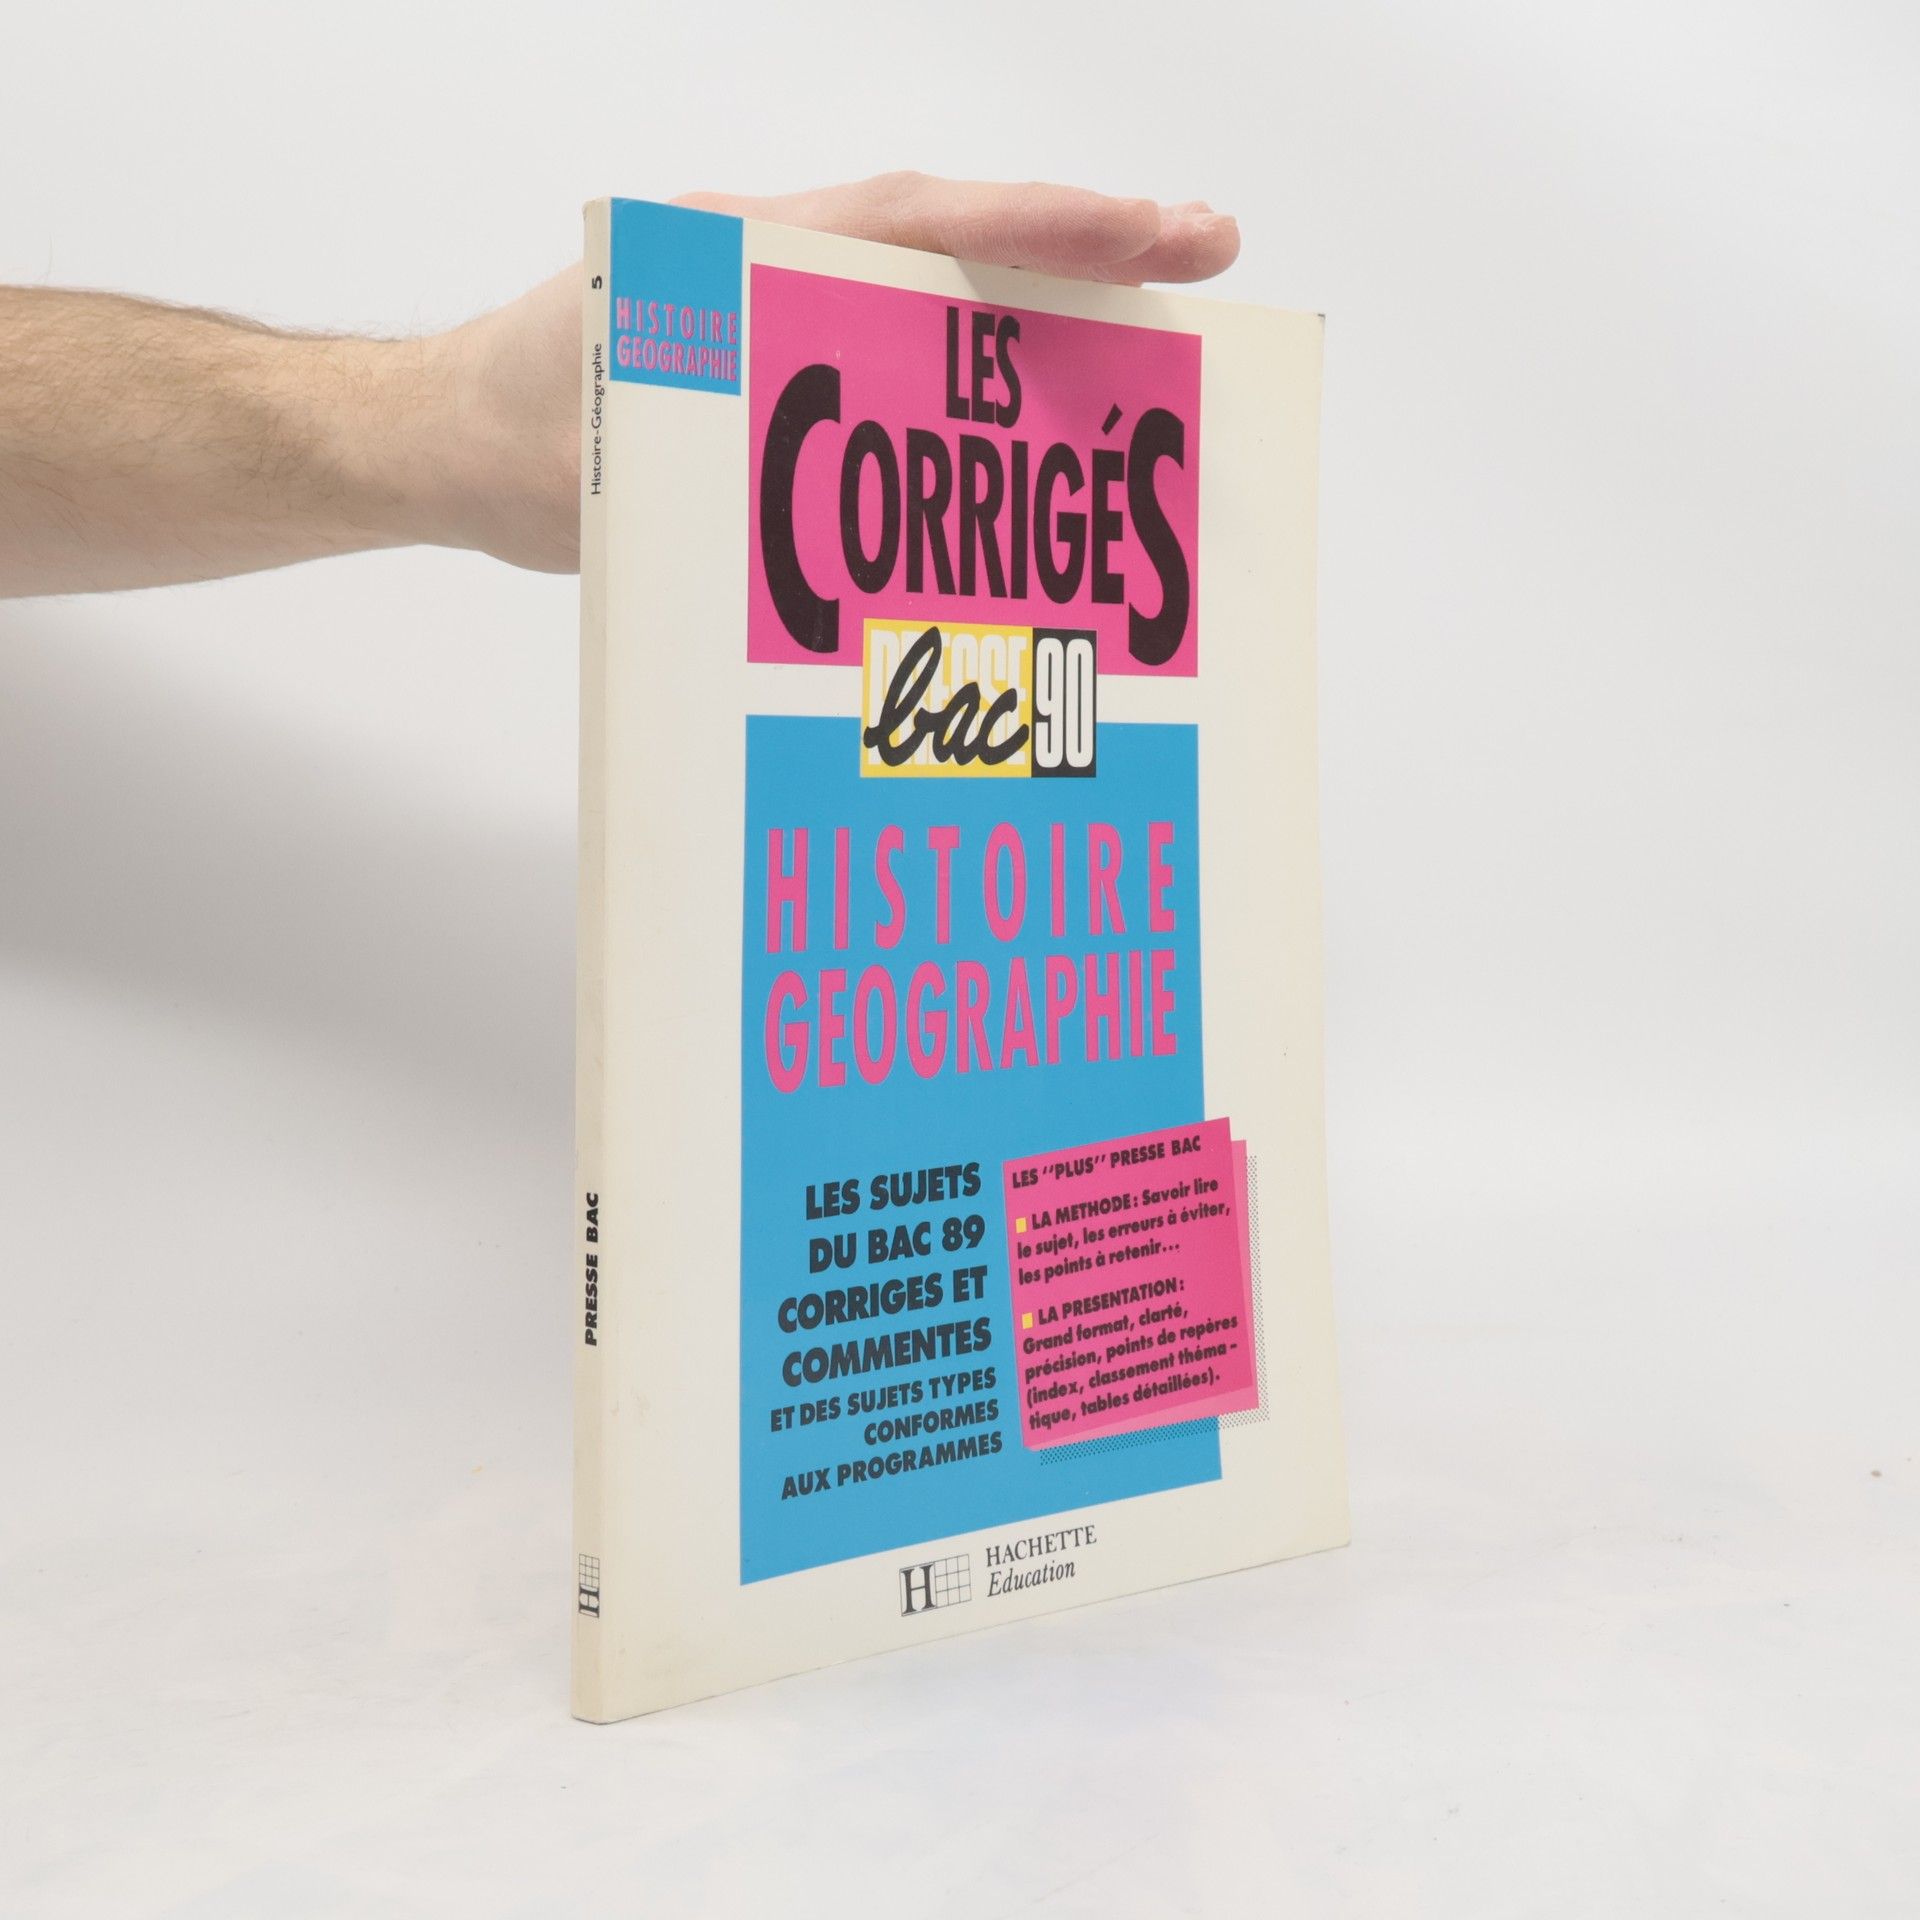 5
Histoire-Géographie
PRESSE BAC
H
HISTOIRE
GEOGRAPHIE
LES
CORRIGÉS
PRESSE
bac 90
HISTOIRE
GEOGRAPHIE
LES SUJETS
DU BAC 89
CORRIGES ET
COMMENTES
ET DES SUJETS TYPES
CONFORMES
AUX PROGRAMMES
LES "PLUS" PRESSE BAC
LA METHODE: Savoir lire
le sujet, les erreurs à éviter,
les points à retenir...
LA PRESENTATION:
Grand format, clarté,
précision, points de repères
(index, classement théma-
tique, tables détaillées).
H
HACHETTE
Education